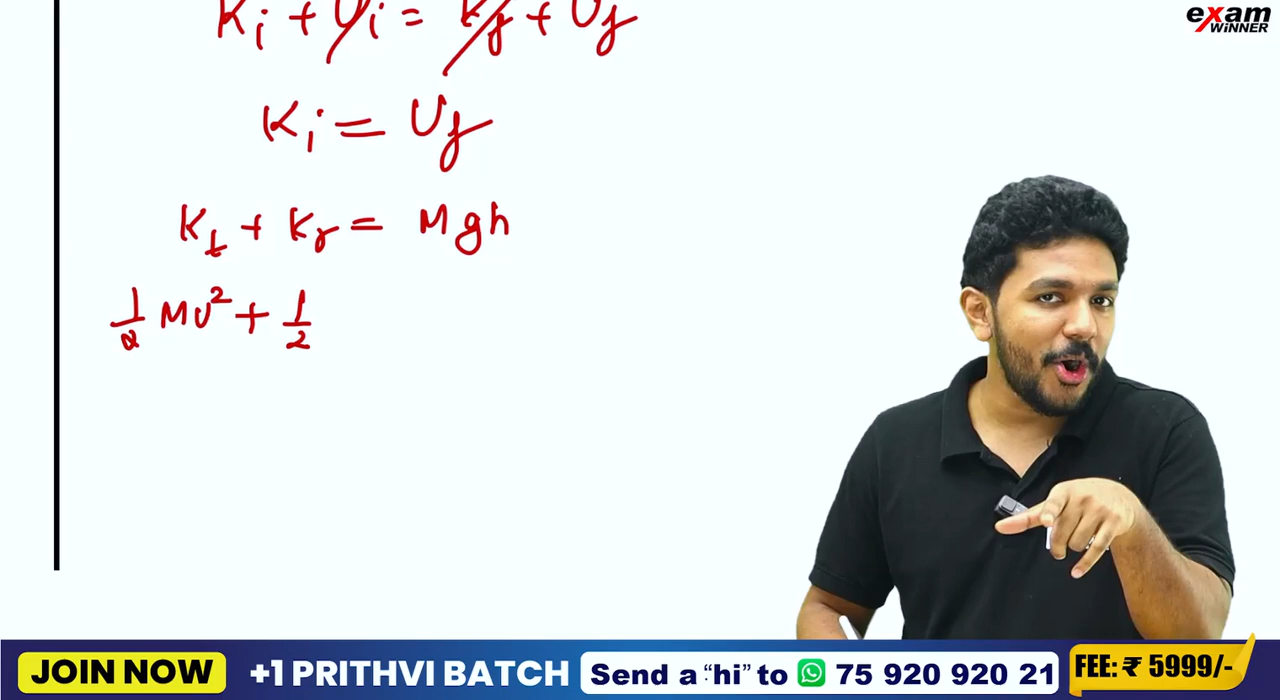 Ki + Ui = Kf + Uf
exam
WiNNER
Ki = Uf
Kt + Kr = Mgh
1/2 Mv² + 1/2
JOIN NOW
+1 PRITHVI BATCH
Send a “hi” to 75 920 920 21
FEE: ₹ 5999/-